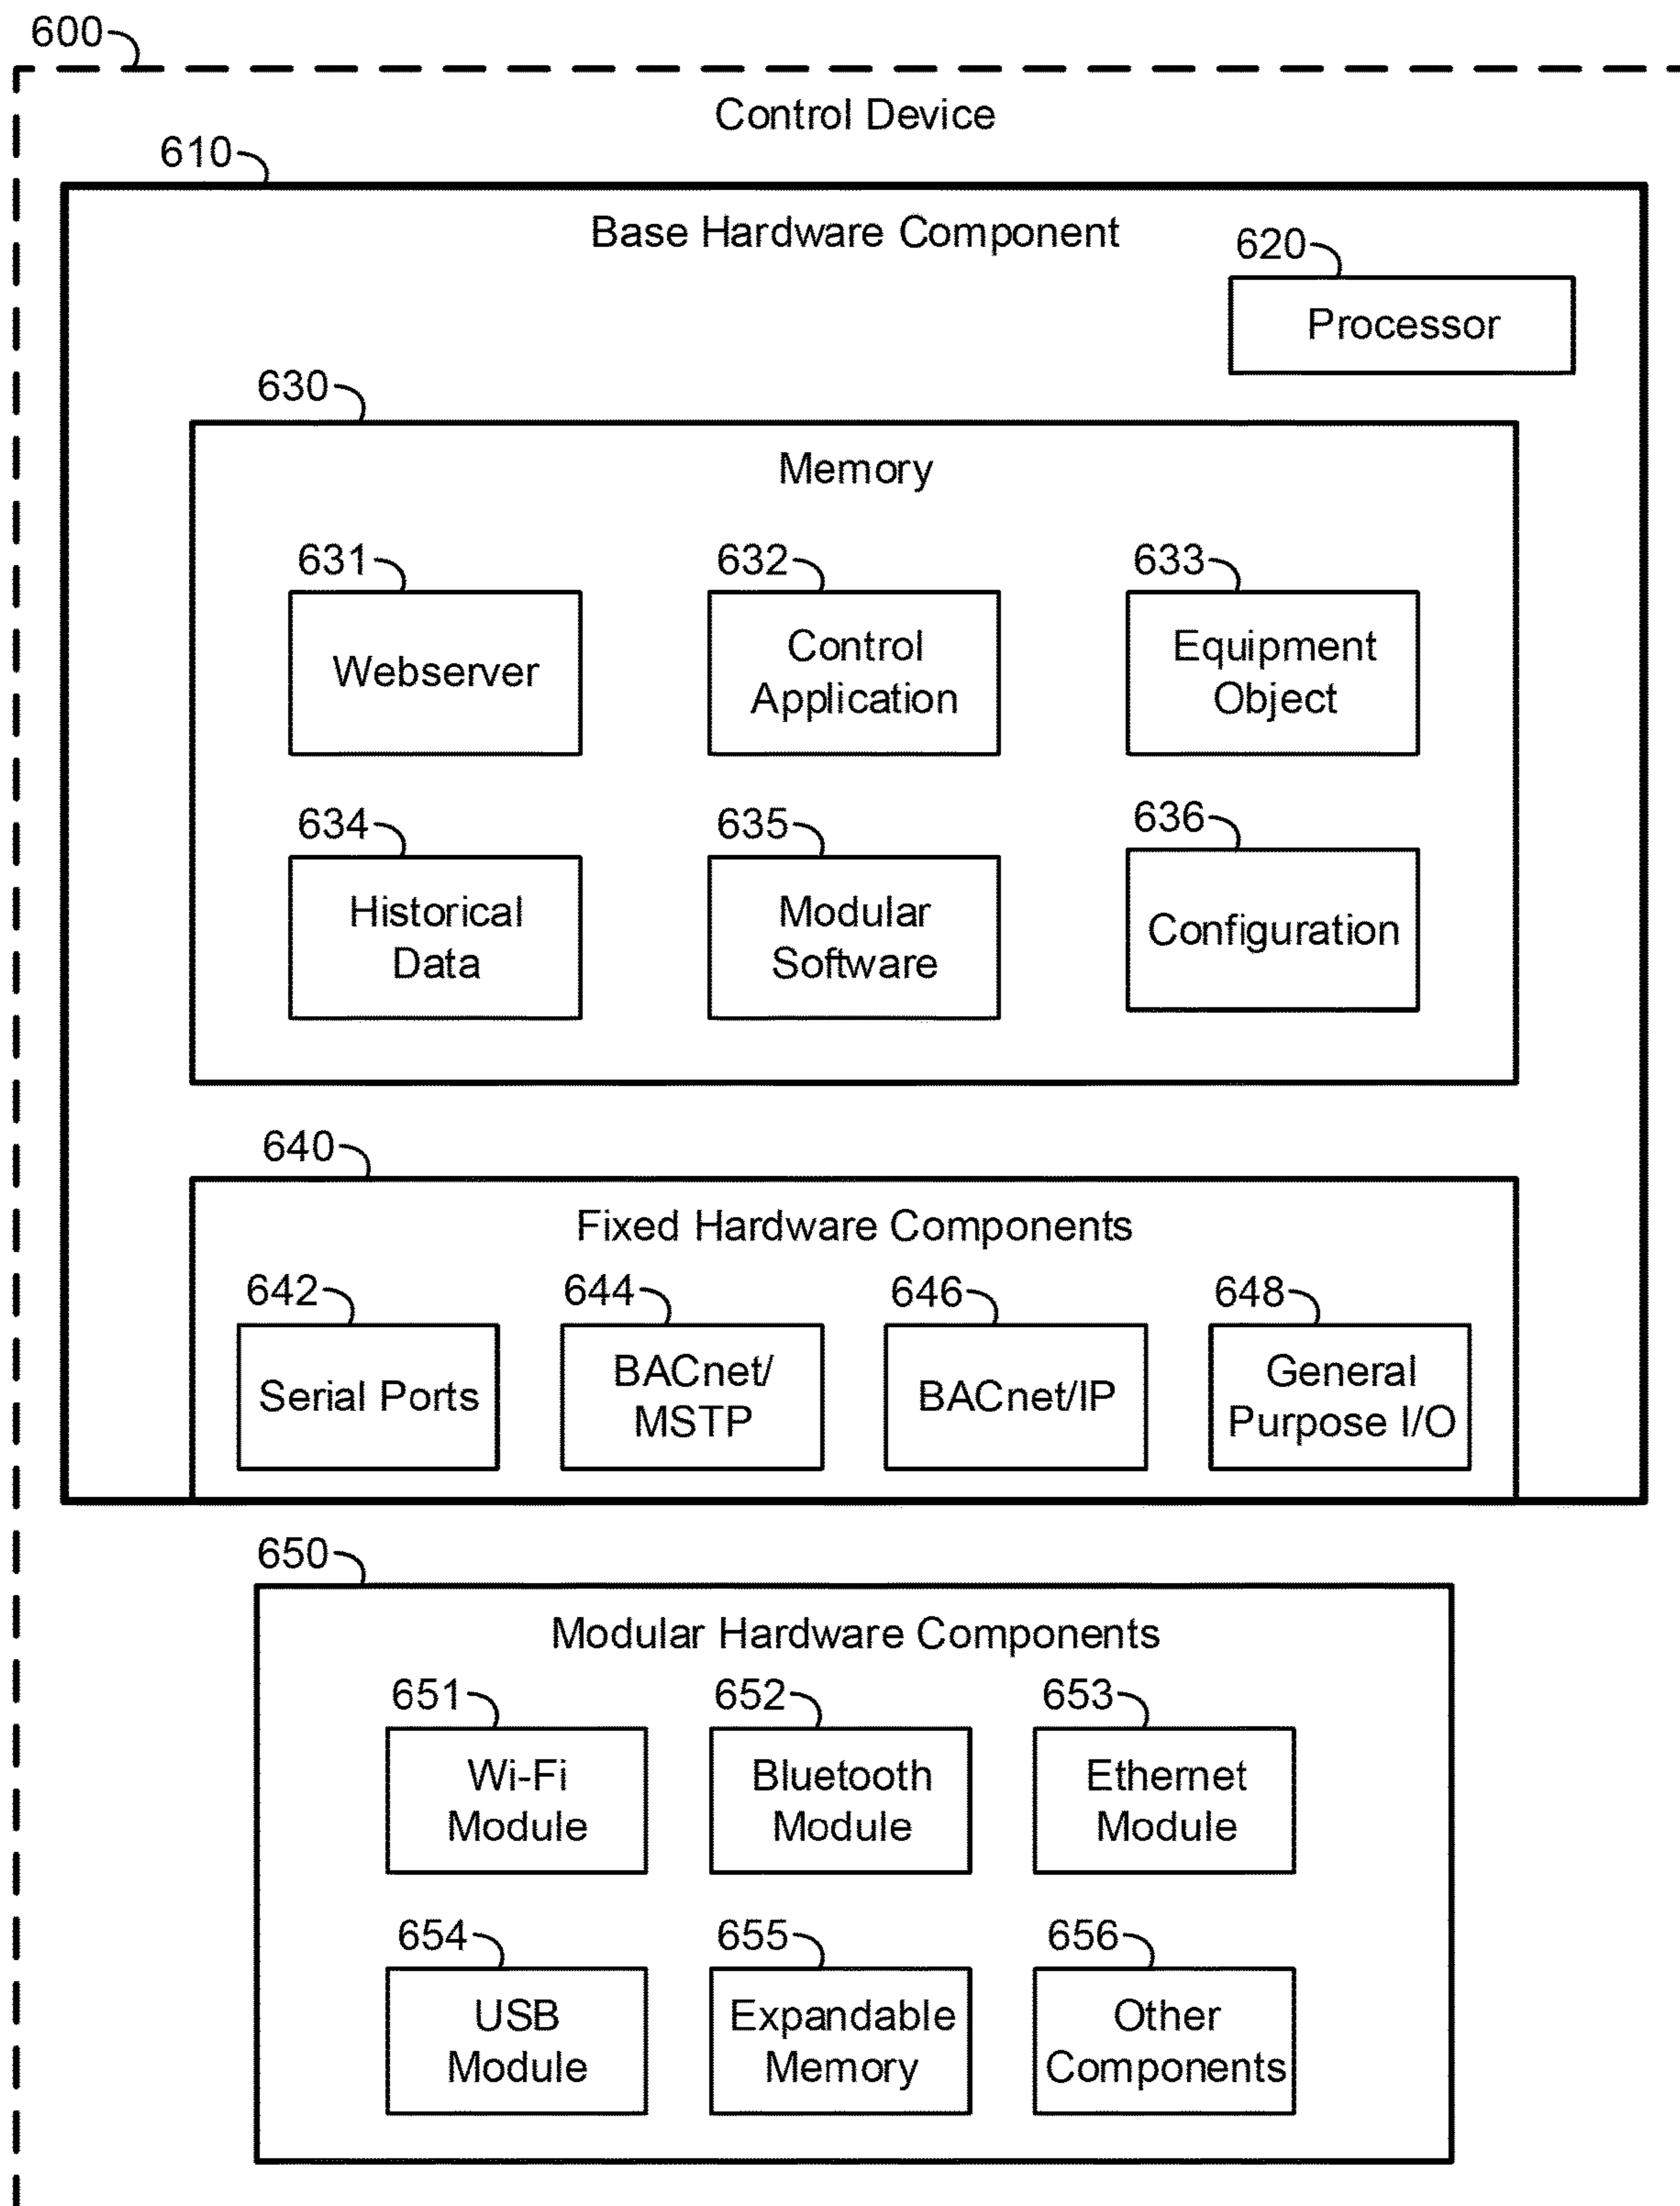 600
Control Device
610
Base Hardware Component
620
Processor
630
Memory
631
632
633
Webserver
Control
Application
Equipment
Object
634
635
636
Historical
Data
Modular
Software
Configuration
640
Fixed Hardware Components
642
644
646
648
Serial Ports
BACnet/
MSTP
BACnet/IP
General
Purpose I/O
650
Modular Hardware Components
651
652
653
Wi-Fi
Module
Bluetooth
Module
Ethernet
Module
654
655
656
USB
Module
Expandable
Memory
Other
Components